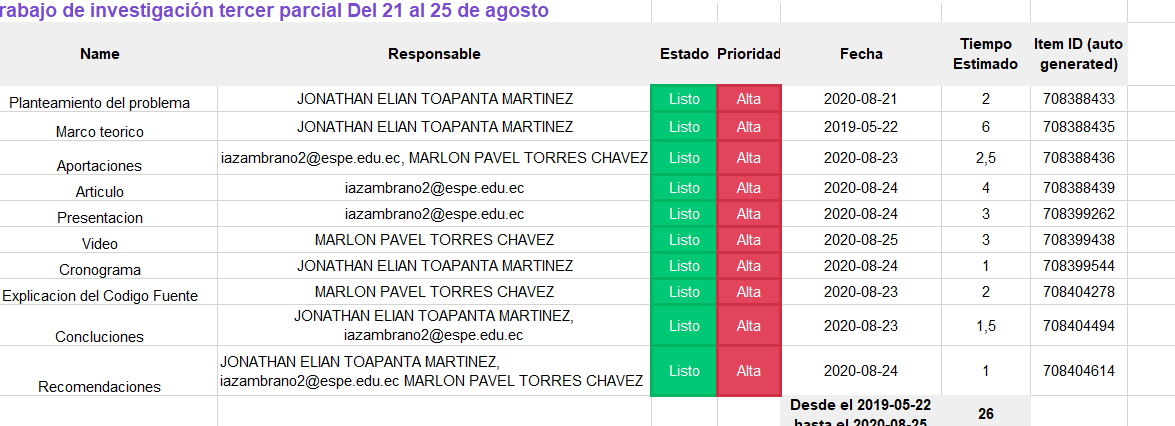 rabajo de investigación tercer parcial Del 21 al 25 de agosto
Name Responsable Estado Prioridad Fecha Tiempo Estimado Item ID (auto generated)
Planteamiento del problema JONATHAN ELIAN TOAPANTA MARTINEZ Listo Alta 2020-08-21 2 708388433
Marco teorico JONATHAN ELIAN TOAPANTA MARTINEZ Listo Alta 2019-05-22 6 708388435
Aportaciones iazambrano2@espe.edu.ec, MARLON PAVEL TORRES CHAVEZ Listo Alta 2020-08-23 2,5 708388436
Articulo iazambrano2@espe.edu.ec Listo Alta 2020-08-24 4 708388439
Presentacion iazambrano2@espe.edu.ec Listo Alta 2020-08-24 3 708399262
Video MARLON PAVEL TORRES CHAVEZ Listo Alta 2020-08-25 3 708399438
Cronograma JONATHAN ELIAN TOAPANTA MARTINEZ Listo Alta 2020-08-24 1 708399544
Explicacion del Codigo Fuente MARLON PAVEL TORRES CHAVEZ Listo Alta 2020-08-23 2 708404278
Concluciones JONATHAN ELIAN TOAPANTA MARTINEZ, iazambrano2@espe.edu.ec Listo Alta 2020-08-23 1,5 708404494
Recomendaciones JONATHAN ELIAN TOAPANTA MARTINEZ, iazambrano2@espe.edu.ec MARLON PAVEL TORRES CHAVEZ Listo Alta 2020-08-24 1 708404614
Desde el 2019-05-22 hasta el 2020-08-25 26